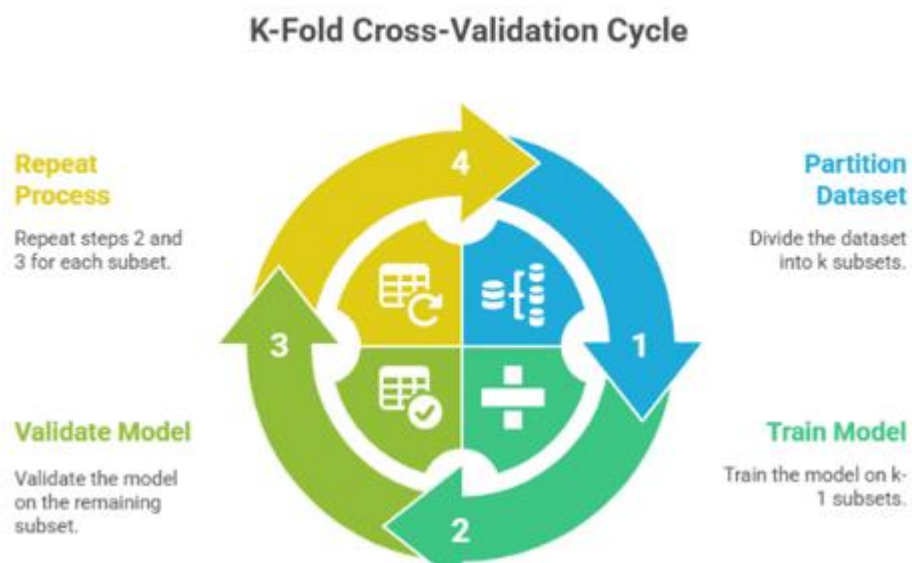 K-Fold Cross-Validation Cycle
4
Repeat
Process
Repeat steps 2 and
3 for each subset.
Partition
Dataset
Divide the dataset
into k subsets.
3
1
Validate Model
Validate the model
on the remaining
subset.
Train Model
Train the model on k-
1 subsets.
2